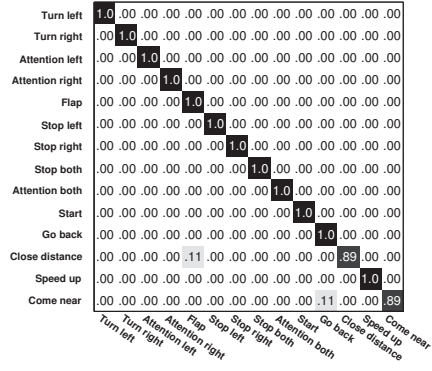 Turn left 1.0 .00 .00 .00 .00 .00 .00 .00 .00 .00 .00 .00 .00 .00
Turn right .00 1.0 .00 .00 .00 .00 .00 .00 .00 .00 .00 .00 .00 .00
Attention left .00 .00 1.0 .00 .00 .00 .00 .00 .00 .00 .00 .00 .00 .00
Attention right .00 .00 .00 1.0 .00 .00 .00 .00 .00 .00 .00 .00 .00 .00
Flap .00 .00 .00 .00 1.0 .00 .00 .00 .00 .00 .00 .00 .00 .00
Stop left .00 .00 .00 .00 .00 1.0 .00 .00 .00 .00 .00 .00 .00 .00
Stop right .00 .00 .00 .00 .00 .00 1.0 .00 .00 .00 .00 .00 .00 .00
Stop both .00 .00 .00 .00 .00 .00 .00 1.0 .00 .00 .00 .00 .00 .00
Attention both .00 .00 .00 .00 .00 .00 .00 .00 1.0 .00 .00 .00 .00 .00
Start .00 .00 .00 .00 .00 .00 .00 .00 .00 1.0 .00 .00 .00 .00
Go back .00 .00 .00 .00 .00 .00 .00 .00 .00 .00 1.0 .00 .00 .00
Close distance .00 .00 .00 .00 .11 .00 .00 .00 .00 .00 .00 .89 .00 .00
Speed up .00 .00 .00 .00 .00 .00 .00 .00 .00 .00 .00 .00 1.0 .00
Come near .00 .00 .00 .00 .00 .00 .00 .00 .00 .00 .11 .00 .00 .89
Turn left
Turn right
Attention left
Attention right
Flap
Stop left
Stop right
Stop both
Attention both
Start
Go back
Close distance
Speed up
Come near